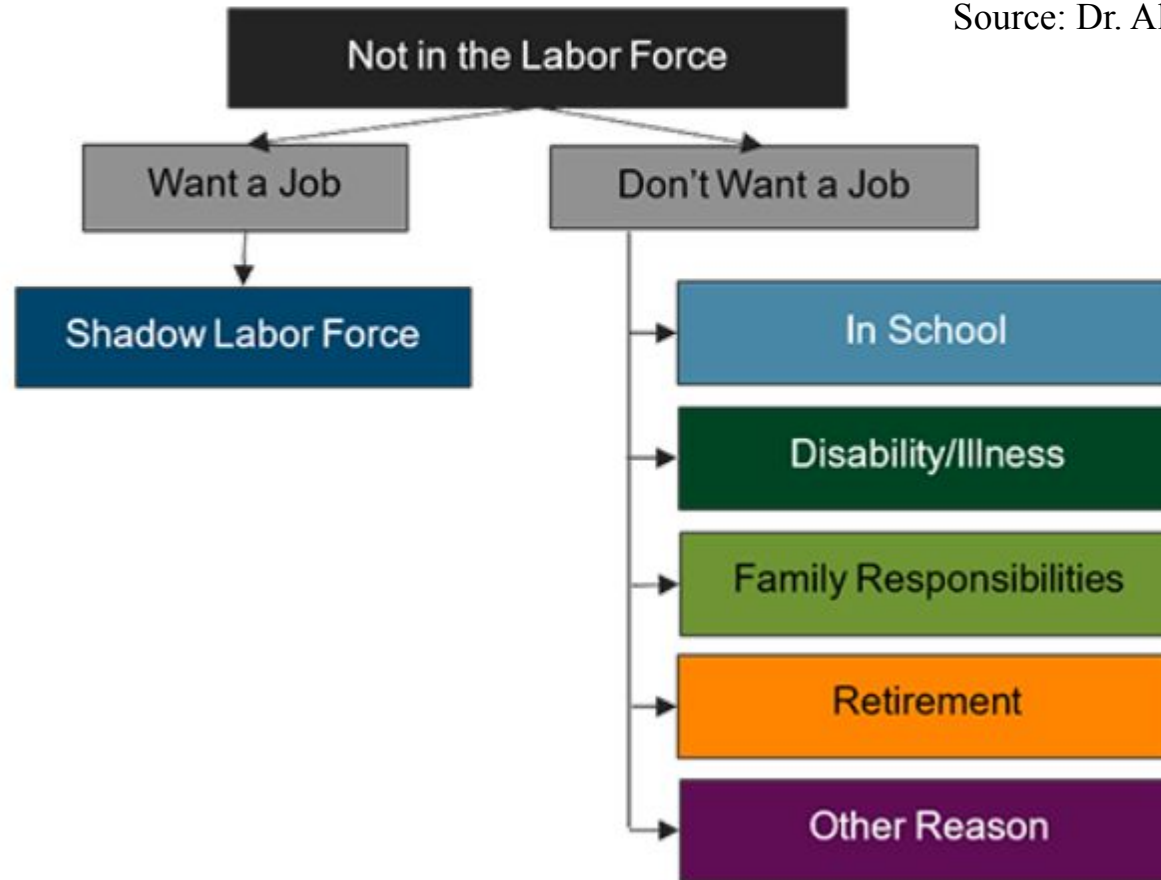 Source: Dr. Al
Not in the Labor Force
Want a Job
Don't Want a Job
Shadow Labor Force
In School
Disability/Illness
Family Responsibilities
Retirement
Other Reason